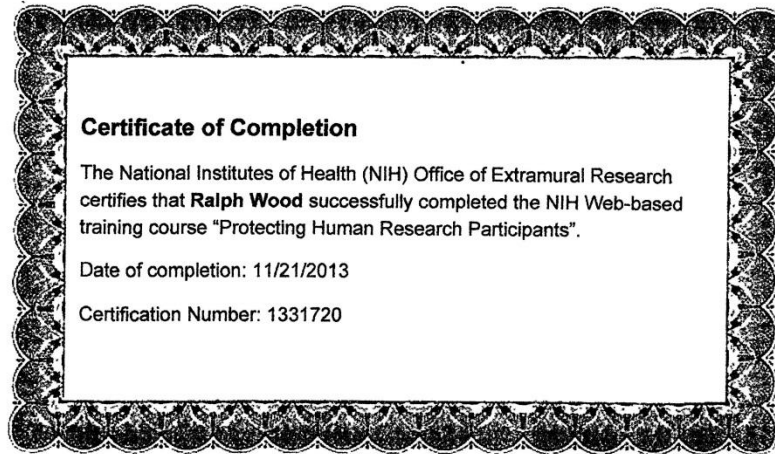 Certificate of Completion
The National Institutes of Health (NIH) Office of Extramural Research
certifies that Ralph Wood successfully completed the NIH Web-based
training course “Protecting Human Research Participants”.
Date of completion: 11/21/2013
Certification Number: 1331720